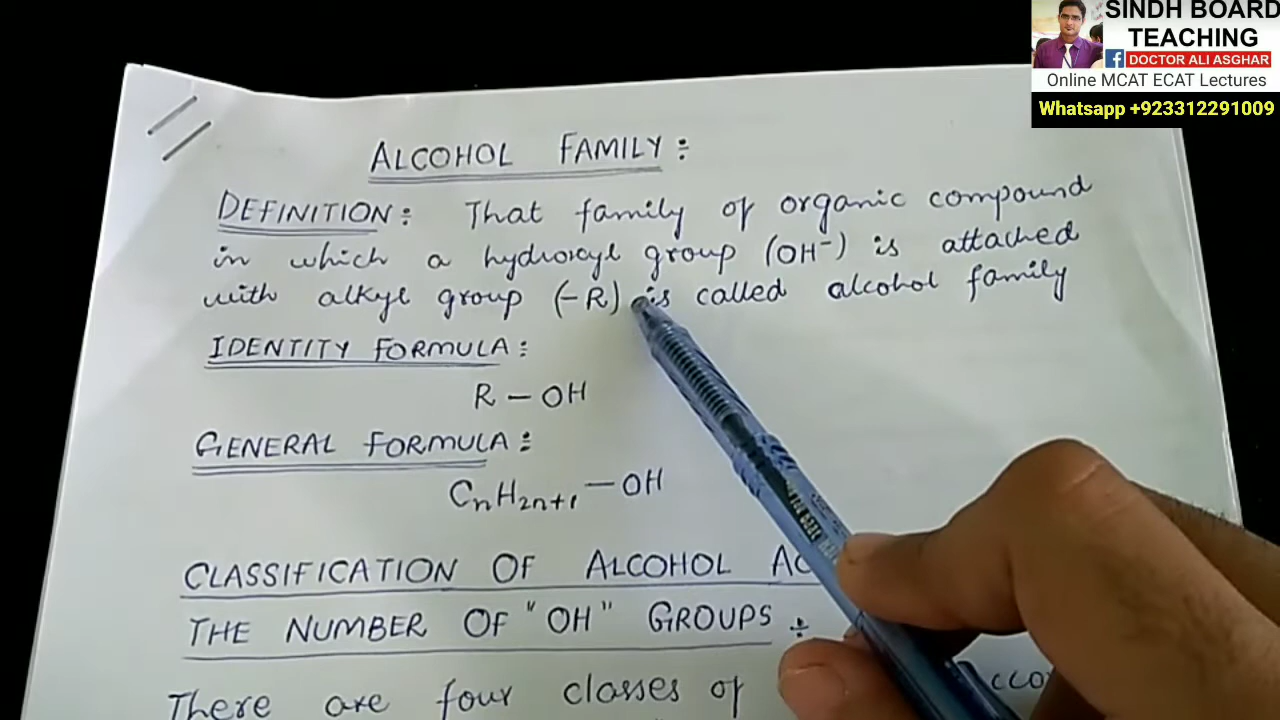 SINDH BOARD
TEACHING
DOCTOR ALI ASGHAR
Online MCAT ECAT Lectures
Whatsapp +923312291009
ALCOHOL FAMILY:
DEFINITION: That family of organic compound
in which a hydroxyl group (OH⁻) is attached
with alkyl group (-R) is called alcohol family
IDENTITY FORMULA:
R - OH
GENERAL FORMULA:
CₙH₂ₙ₊₁ - OH
CLASSIFICATION OF ALCOHOL
THE NUMBER OF "OH" GROUPS:
There are four classes of